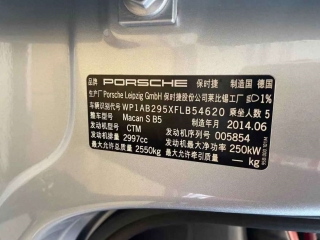 品牌 PORSCHE 保时捷 制造国 德国
生产厂 Porsche Leipzig GmbH 保时捷股份公司莱比锡工厂 1%
车辆识别代号 WP1AB295XFLB54620 乘坐人数 5
整车型号 Macan S B5 制造年月 2014.06
发动机型号 CTM 发动机序号 005854
发动机排量 2997cc 发动机最大净功率 250kW
最大允许总质量 2550kg 最大允许牵引质量 — kg